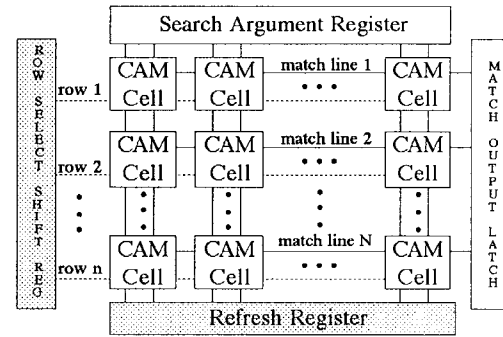 Search Argument Register
ROW SELECT SHIFT REG
CAM Cell
CAM Cell
match line 1
CAM Cell
row 1
CAM Cell
CAM Cell
match line 2
CAM Cell
row 2
CAM Cell
CAM Cell
match line N
CAM Cell
row n
MATCH OUTPUT LATCH
Refresh Register